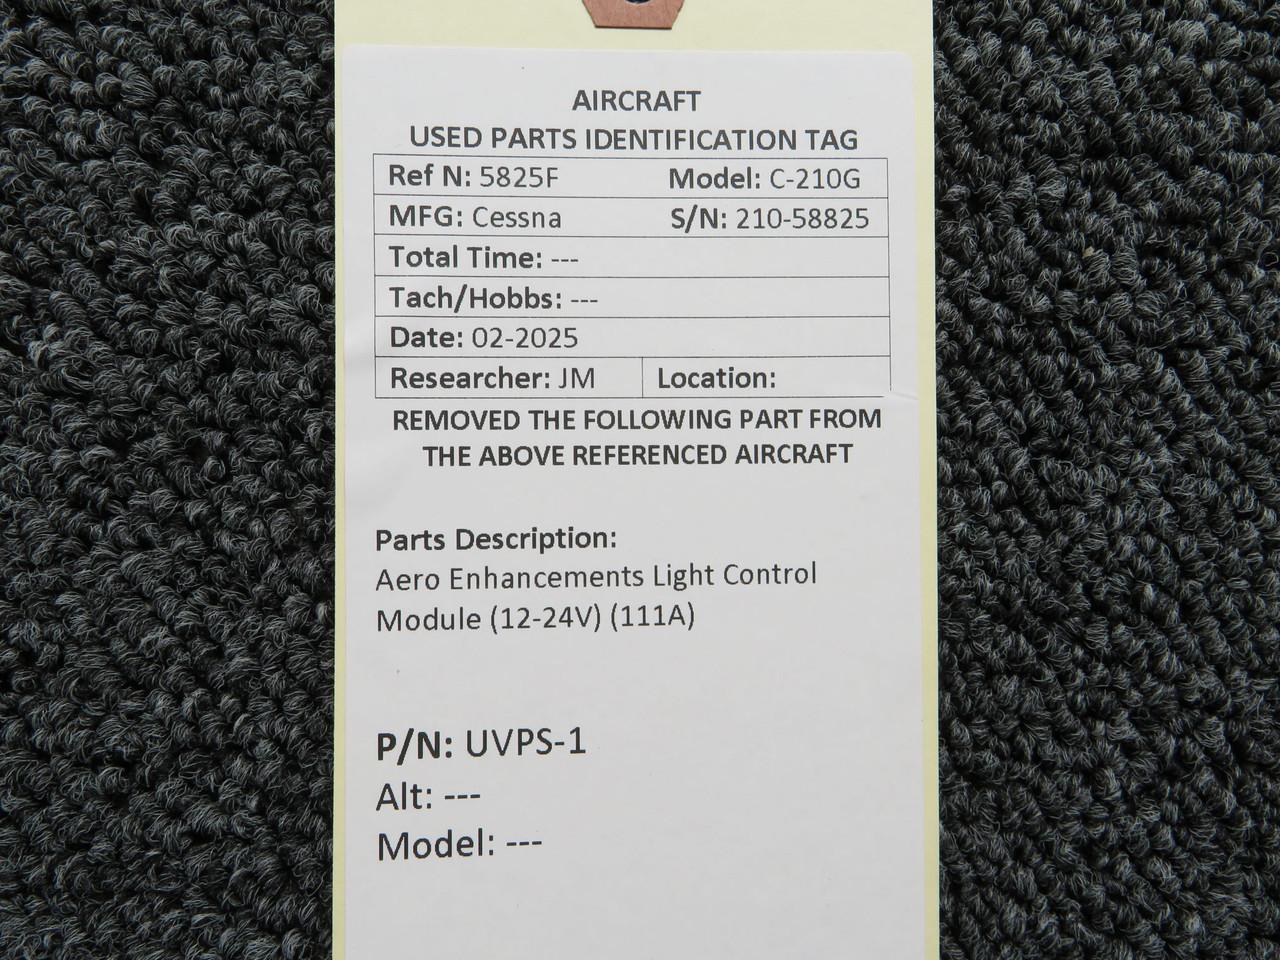 AIRCRAFT
USED PARTS IDENTIFICATION TAG
Ref N: 5825F Model: C-210G
MFG: Cessna S/N: 210-58825
Total Time: ---
Tach/Hobbs: ---
Date: 02-2025
Researcher: JM Location:
REMOVED THE FOLLOWING PART FROM
THE ABOVE REFERENCED AIRCRAFT
Parts Description:
Aero Enhancements Light Control
Module (12-24V) (111A)
P/N: UVPS-1
Alt: ---
Model: ---